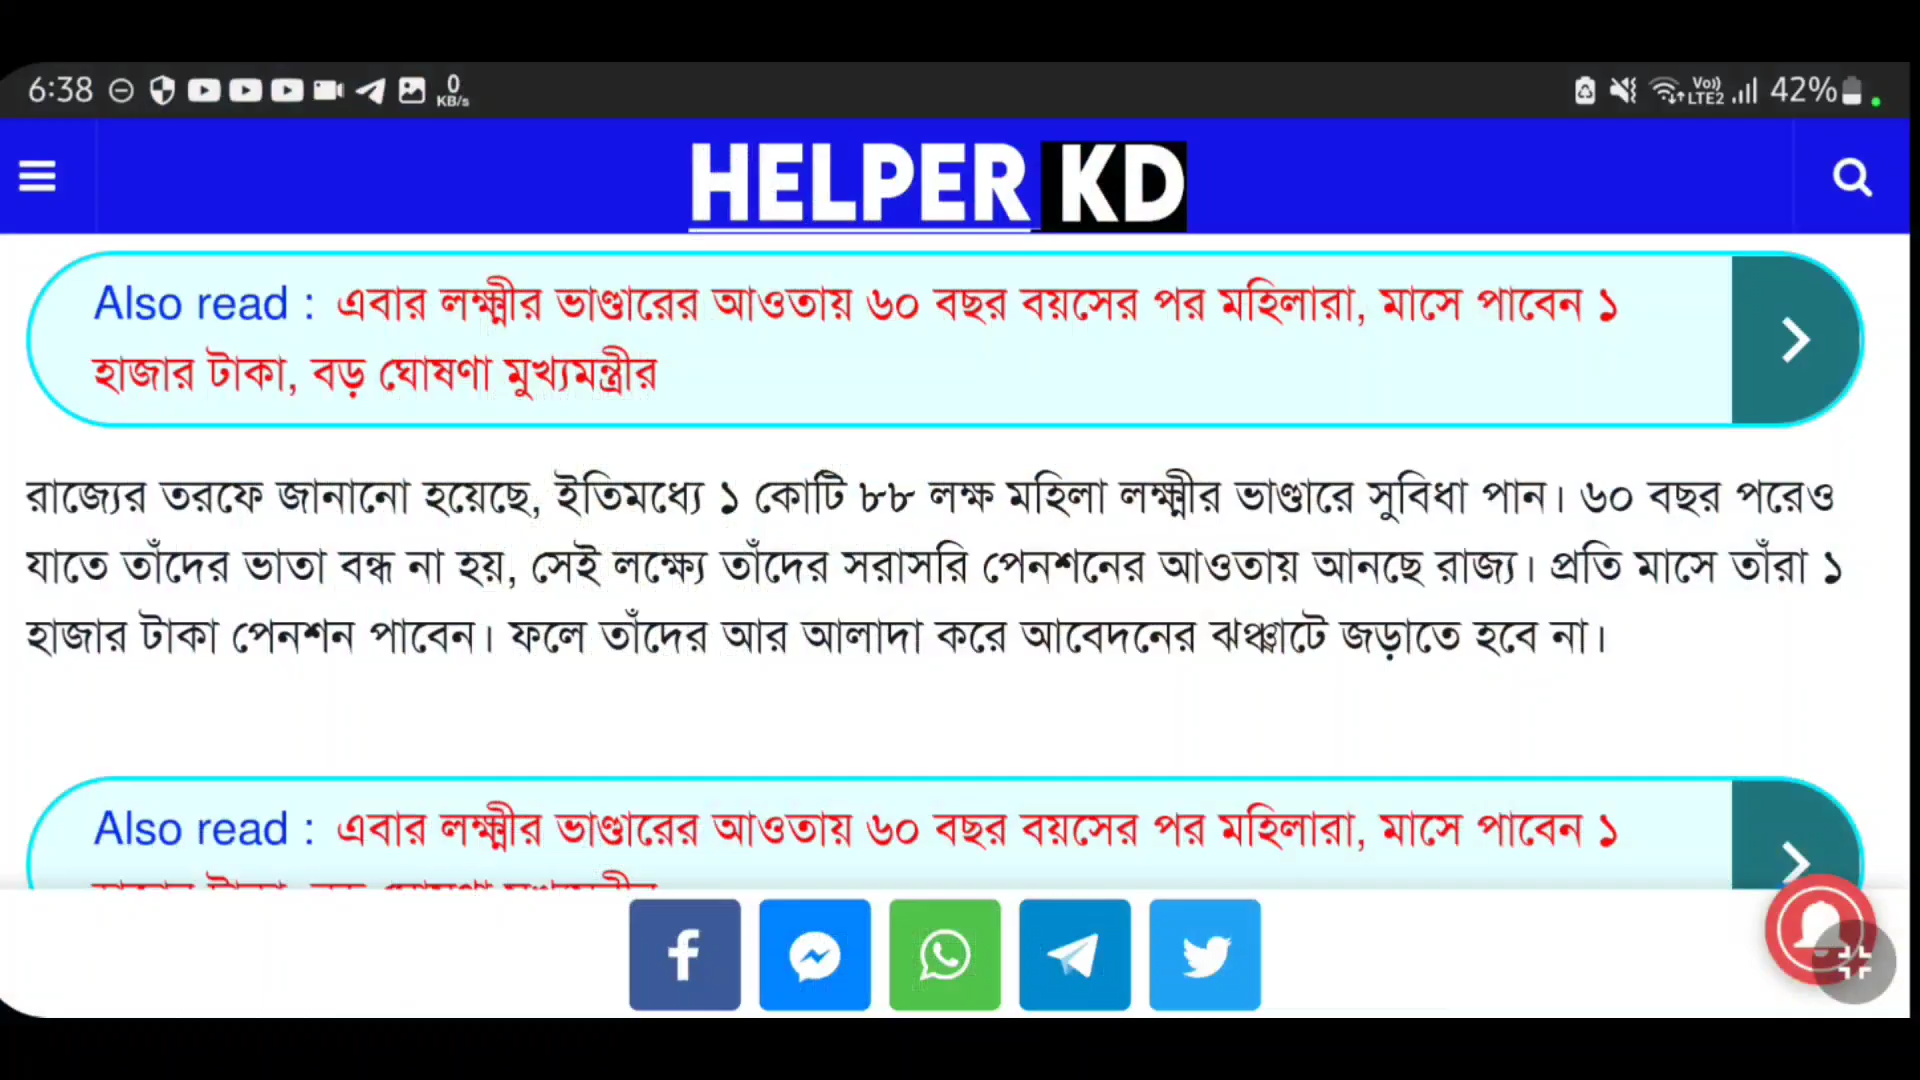 6:38 0 KB/s Vo)) LTE2 42%
HELPER KD
Also read : এবার লক্ষ্মীর ভাণ্ডারের আওতায় ৬০ বছর বয়সের পর মহিলারা, মাসে পাবেন ১
হাজার টাকা, বড় ঘোষণা মুখ্যমন্ত্রীর
রাজ্যের তরফে জানানো হয়েছে, ইতিমধ্যে ১ কোটি ৮৮ লক্ষ মহিলা লক্ষ্মীর ভাণ্ডারে সুবিধা পান। ৬০ বছর পরেও
যাতে তাঁদের ভাতা বন্ধ না হয়, সেই লক্ষ্যে তাঁদের সরাসরি পেনশনের আওতায় আনছে রাজ্য। প্রতি মাসে তাঁরা ১
হাজার টাকা পেনশন পাবেন। ফলে তাঁদের আর আলাদা করে আবেদনের ঝঞ্ঝাটে জড়াতে হবে না।
Also read : এবার লক্ষ্মীর ভাণ্ডারের আওতায় ৬০ বছর বয়সের পর মহিলারা, মাসে পাবেন ১